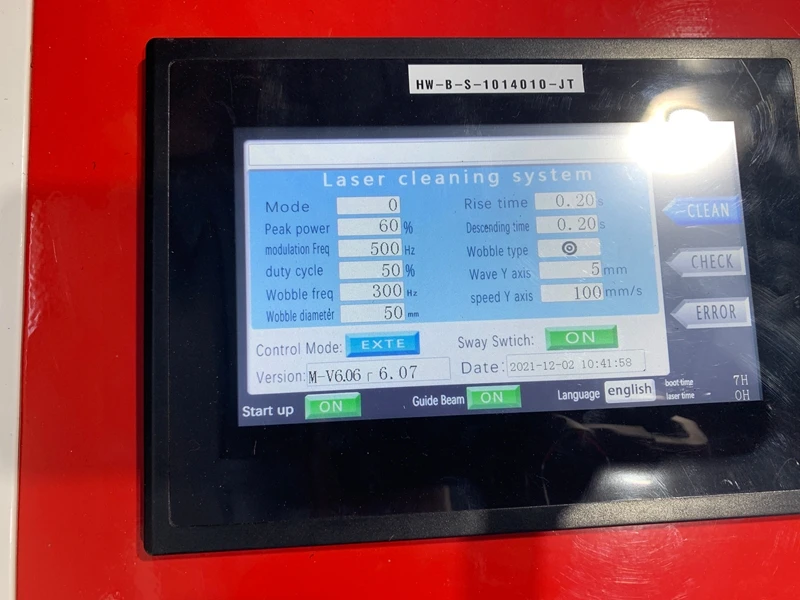 HW-B-S-1014010-JT
Laser cleaning system
Mode 0
Peak power 60 %
modulation Freq 500 Hz
duty cycle 50 %
Wobble freq 300 Hz
Wobble diameter 50 mm
Rise time 0.20 s
Descending time 0.20 s
Wobble type
Wave Y axis 5 mm
speed Y axis 100 mm/s
CLEAN
CHECK
ERROR
Control Mode: EXTE
Sway Swtich: ON
Version: M-V6.06 r 6.07
Date: 2021-12-02 10:41:58
Start up ON
Guide Beam ON
Language english
boot time 7H
laser time 0H